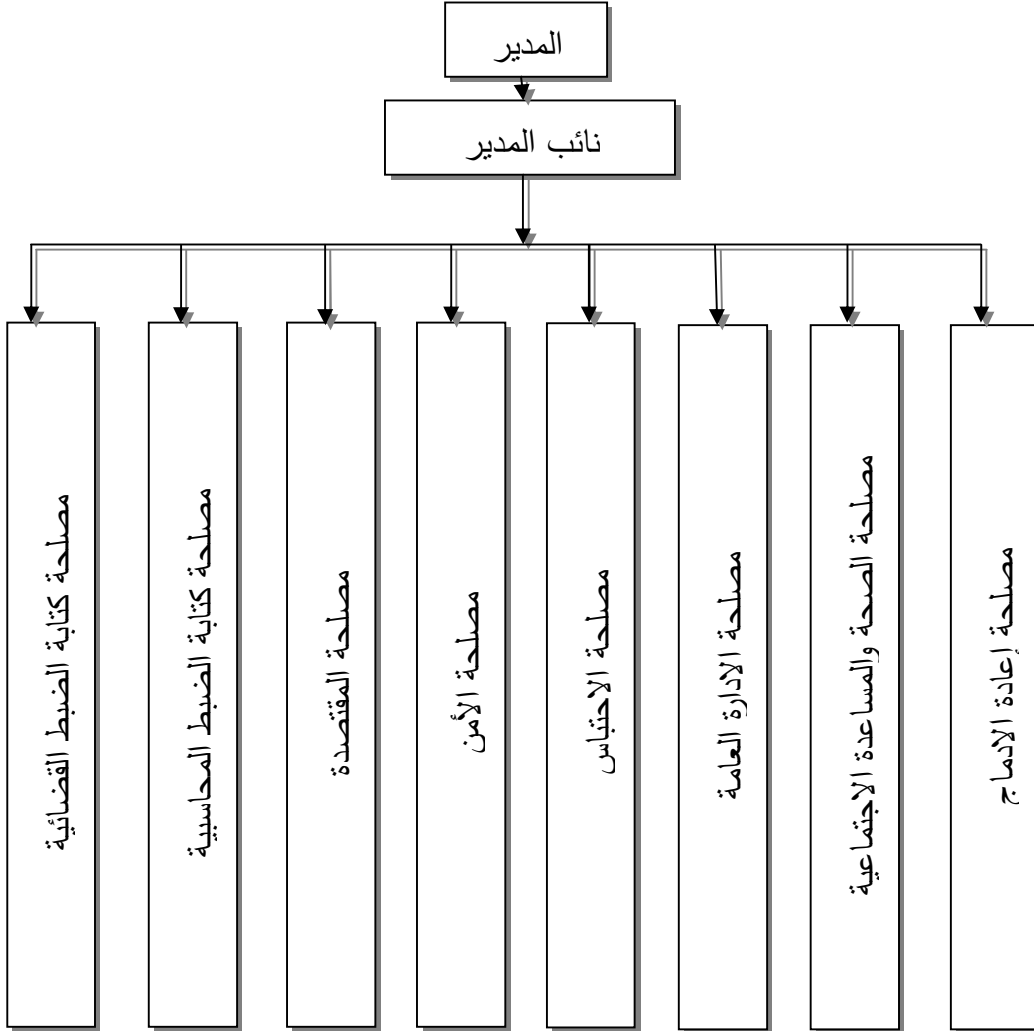 المدير
نائب المدير
مصلحة إعادة الادماج
مصلحة الصحة والمساعدة الاجتماعية
مصلحة الادارة العامة
مصلحة الاحتباس
مصلحة الأمن
مصلحة المقتصدة
مصلحة كتابة الضبط المحاسبية
مصلحة كتابة الضبط القضائية